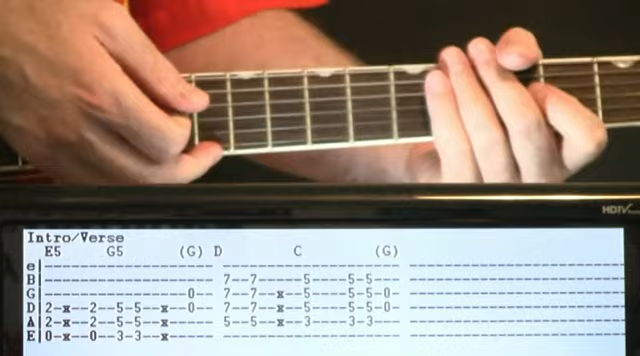 HDTV
Intro/Verse
E5 G5 (G) D C (G)
e|---------------------- ---------------------- ---------------------------
B|---------------------- 7--7-----5----5--5---- ---------------------------
G|------------------0--- 7--7--x--5----5--5-0-- ---------------------------
D|2-x--2--5-5--x--0--- 7--7--x--5----5--5-0-- ---------------------------
A|2-x--2--5-5--x------ 5--5--x--3----3-3----- ---------------------------
E|0-x--0--3-3--x------ ---------------------- ---------------------------